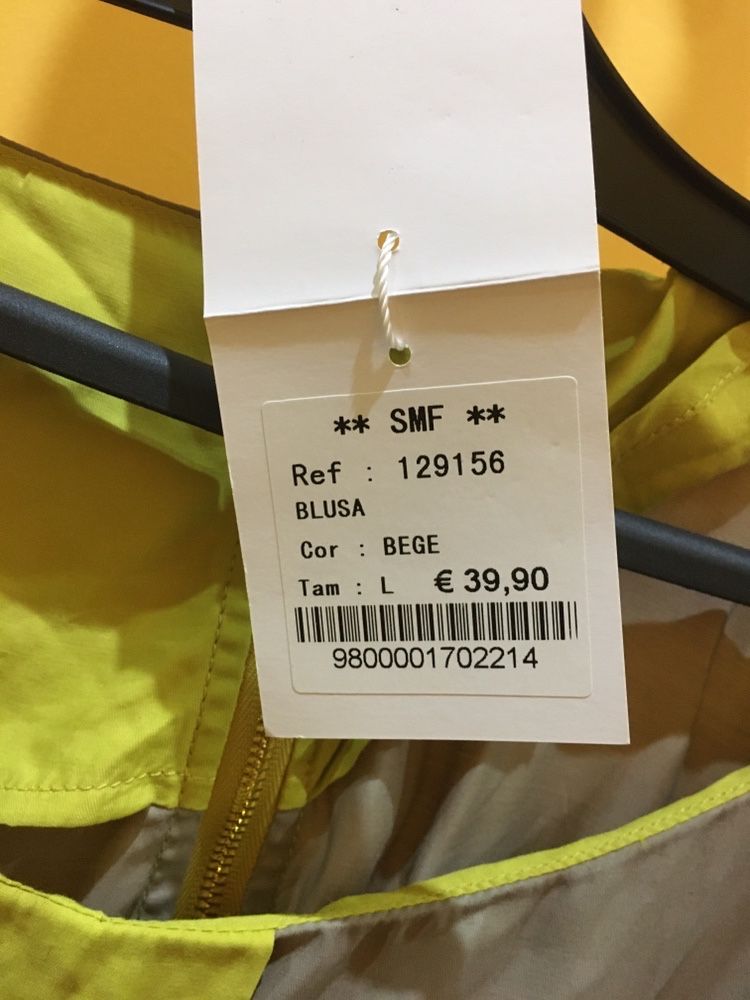 ** SMF **
Ref : 129156
BLUSA
Cor : BEGE
Tam : L € 39,90
9800001702214